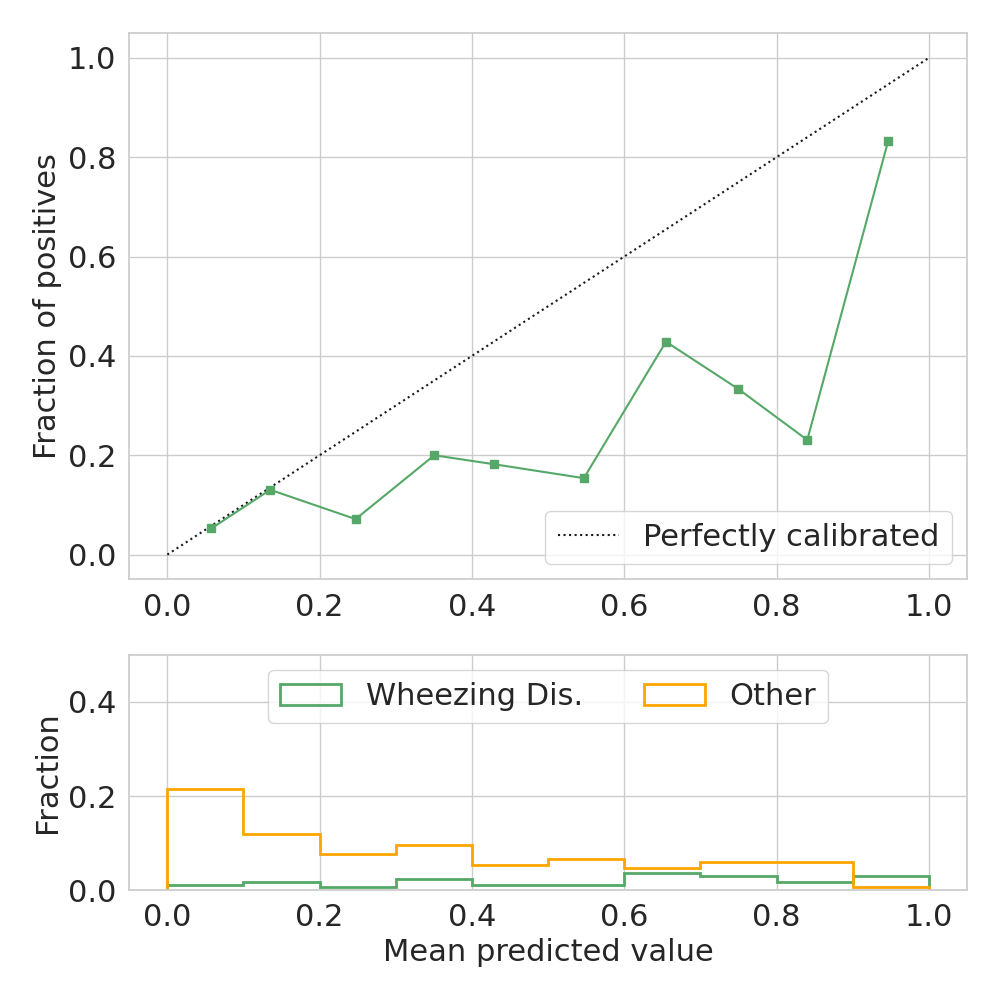 1.0
0.8
0.6
0.4
0.2
0.0
Fraction of positives
Perfectly calibrated
0.0 0.2 0.4 0.6 0.8 1.0
Wheezing Dis. Other
0.4
0.2
0.0
Fraction
0.0 0.2 0.4 0.6 0.8 1.0
Mean predicted value